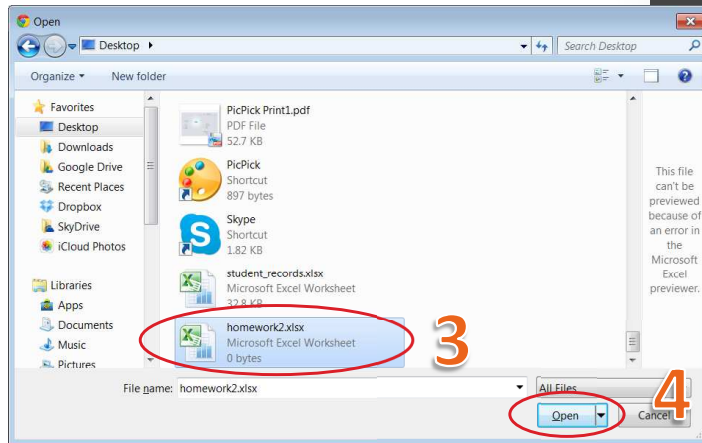 Open
Desktop
Search Desktop
Organize
New folder
Favorites
Desktop
Downloads
Google Drive
Recent Places
Dropbox
SkyDrive
iCloud Photos
Libraries
Apps
Documents
Music
Pictures
PicPick Print1.pdf
PDF File
52.7 KB
PicPick
Shortcut
897 bytes
Skype
Shortcut
1.82 KB
student_records.xlsx
Microsoft Excel Worksheet
32.8 KB
homework2.xlsx
Microsoft Excel Worksheet
0 bytes
3
This file
can't be
previewed
because of
an error in
the
Microsoft
Excel
previewer.
File name: homework2.xlsx
All Files
4
Open
Cancel